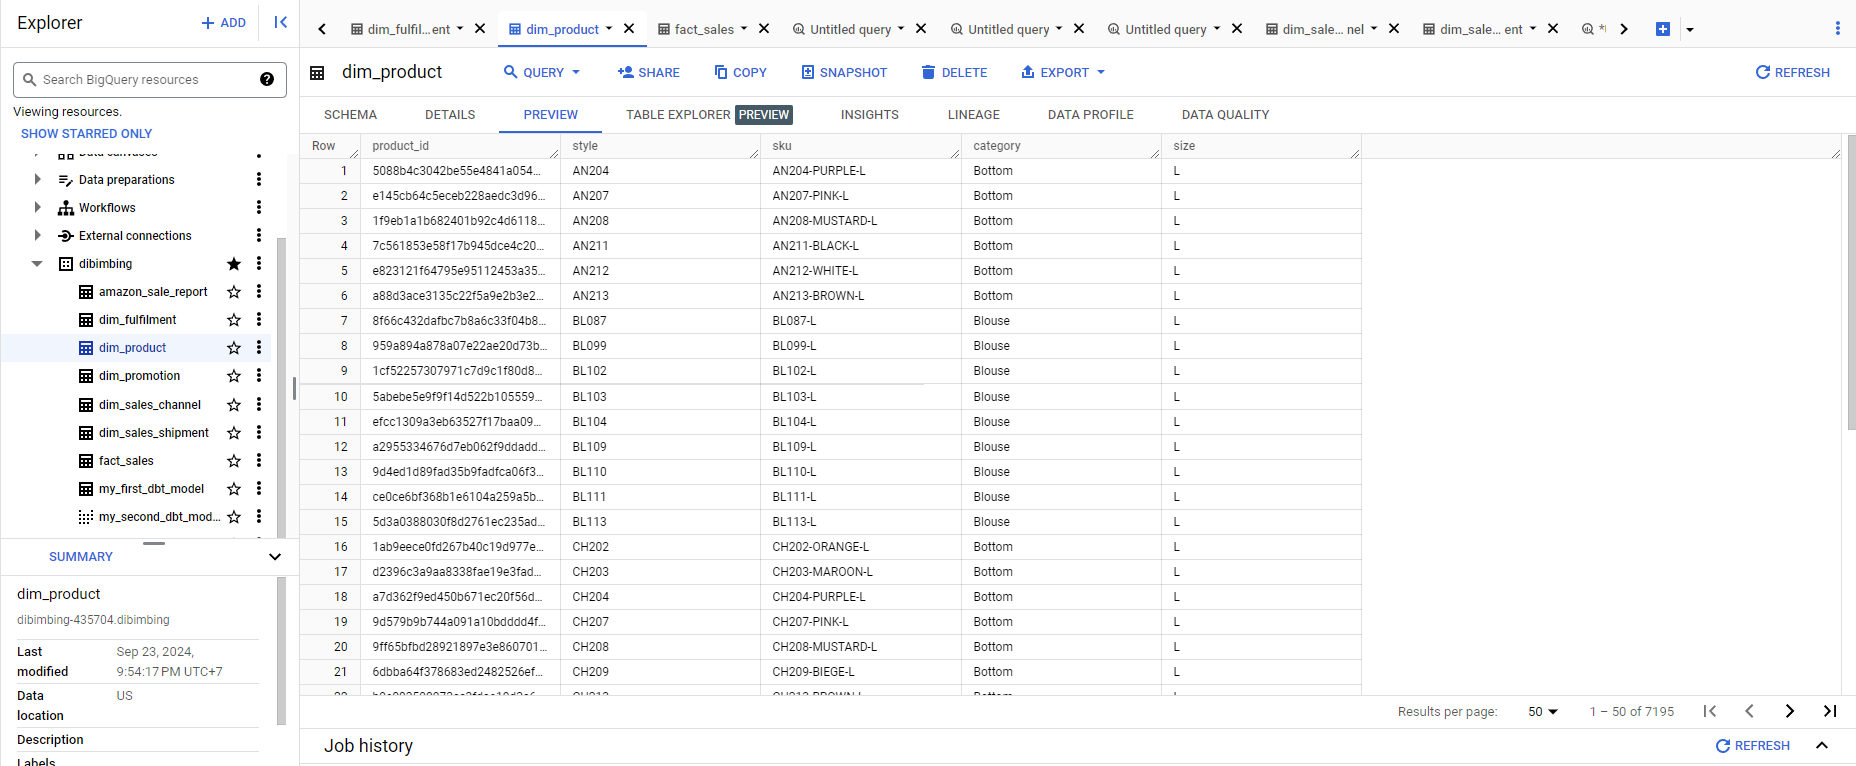 Explorer
+ ADD
Search BigQuery resources
Viewing resources.
SHOW STARRED ONLY
Data canvases
Data preparations
Workflows
External connections
dibimbing
amazon_sale_report
dim_fulfilment
dim_product
dim_promotion
dim_sales_channel
dim_sales_shipment
fact_sales
my_first_dbt_model
my_second_dbt_mod...
SUMMARY
dim_product
dibimbing-435704.dibimbing
Last modified Sep 23, 2024, 9:54:17 PM UTC+7
Data location US
Description
Labels
dim_fulfil...ent dim_product fact_sales Untitled query Untitled query Untitled query dim_sale... nel dim_sale... ent
dim_product QUERY SHARE COPY SNAPSHOT DELETE EXPORT REFRESH
SCHEMA DETAILS PREVIEW TABLE EXPLORER PREVIEW INSIGHTS LINEAGE DATA PROFILE DATA QUALITY
Row product_id style sku category size
1 5088b4c3042be55e4841a054... AN204 AN204-PURPLE-L Bottom L
2 e145cb64c5eceb228aedc3d96... AN207 AN207-PINK-L Bottom L
3 1f9eb1a1b682401b92c4d6118... AN208 AN208-MUSTARD-L Bottom L
4 7c561853e58f17b945dce4c20... AN211 AN211-BLACK-L Bottom L
5 e823121f64795e95112453a35... AN212 AN212-WHITE-L Bottom L
6 a88d3ace3135c22f5a9e2b3e2... AN213 AN213-BROWN-L Bottom L
7 8f66c432dafbc7b8a6c33f04b8... BL087 BL087-L Blouse L
8 959a894a878a07e22ae20d73b... BL099 BL099-L Blouse L
9 1cf52257307971c7d9c1f80d8... BL102 BL102-L Blouse L
10 5abebe5e9f9f14d522b105559... BL103 BL103-L Blouse L
11 efcc1309a3eb63527f17baa09... BL104 BL104-L Blouse L
12 a2955334676d7eb062f9ddadd... BL109 BL109-L Blouse L
13 9d4ed1d89fad35b9fadfca06f3... BL110 BL110-L Blouse L
14 ce0ce6bf368b1e6104a259a5b... BL111 BL111-L Blouse L
15 5d3a0388030f8d2761ec235ad... BL113 BL113-L Blouse L
16 1ab9eece0fd267b40c19d977e... CH202 CH202-ORANGE-L Bottom L
17 d2396c3a9aa8338fae19e3fad... CH203 CH203-MAROON-L Bottom L
18 a7d362f9ed450b671ec20f56d... CH204 CH204-PURPLE-L Bottom L
19 9d579b9b744a091a10bdddd4f... CH207 CH207-PINK-L Bottom L
20 9ff65bfbd28921897e3e860701... CH208 CH208-MUSTARD-L Bottom L
21 6dbba64f378683ed2482526ef... CH209 CH209-BIEGE-L Bottom L
Results per page: 50 1 – 50 of 7195
Job history REFRESH